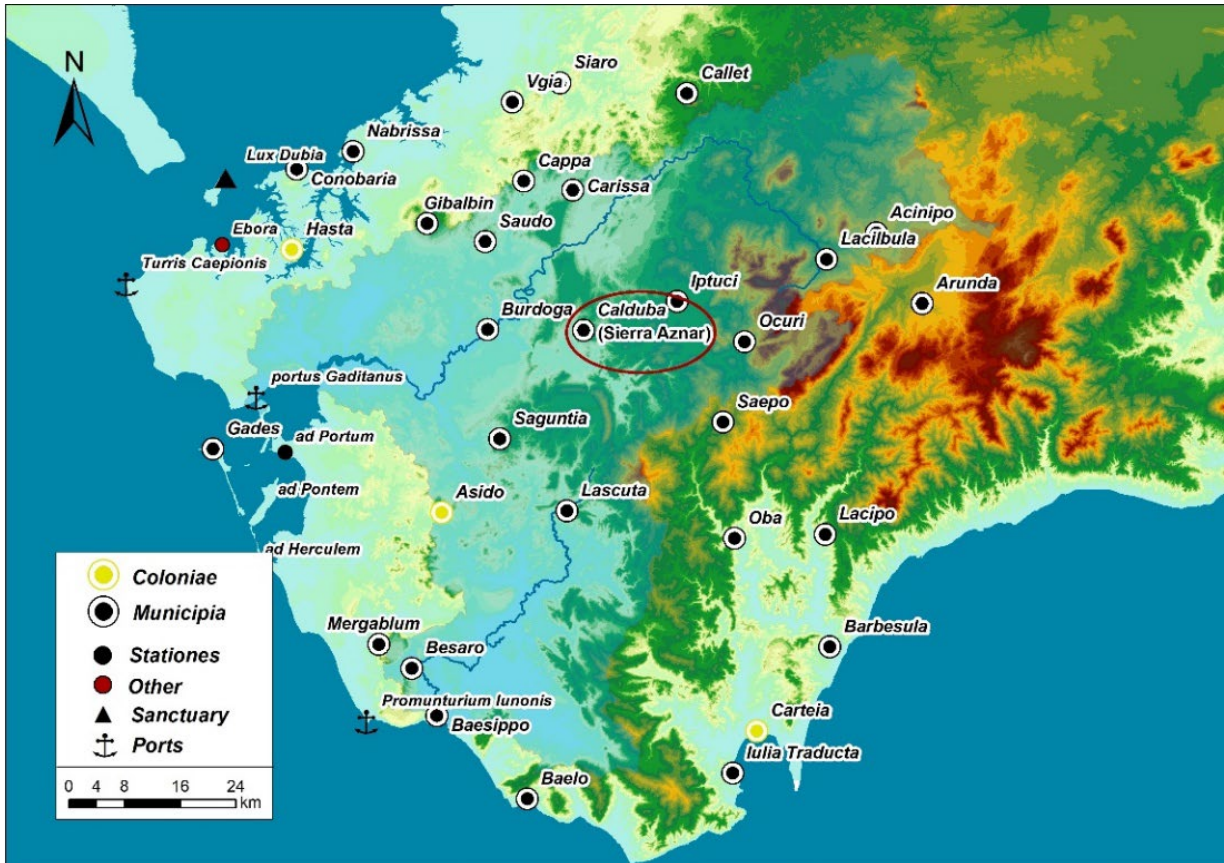 N
Siaro
Vgia
Callet
Nabrissa
Lux Dubia
Conobaria
Cappa
Carissa
Gibalbin
Saudo
Ebora
Hasta
Turris Caepionis
Acinipo
Lacilbula
Iptuci
Arunda
Burdoga
Calduba
(Sierra Aznar)
Ocuri
portus Gaditanus
Gades
ad Portum
Saguntia
Saepo
ad Pontem
Asido
Lascuta
Oba
Lacipo
ad Herculem
Mergablum
Besaro
Barbesula
Promunturium Iunonis
Baesippo
Carteia
Iulia Traducta
Baelo
Coloniae
Municipia
Stationes
Other
Sanctuary
Ports
0 4 8 16 24
km